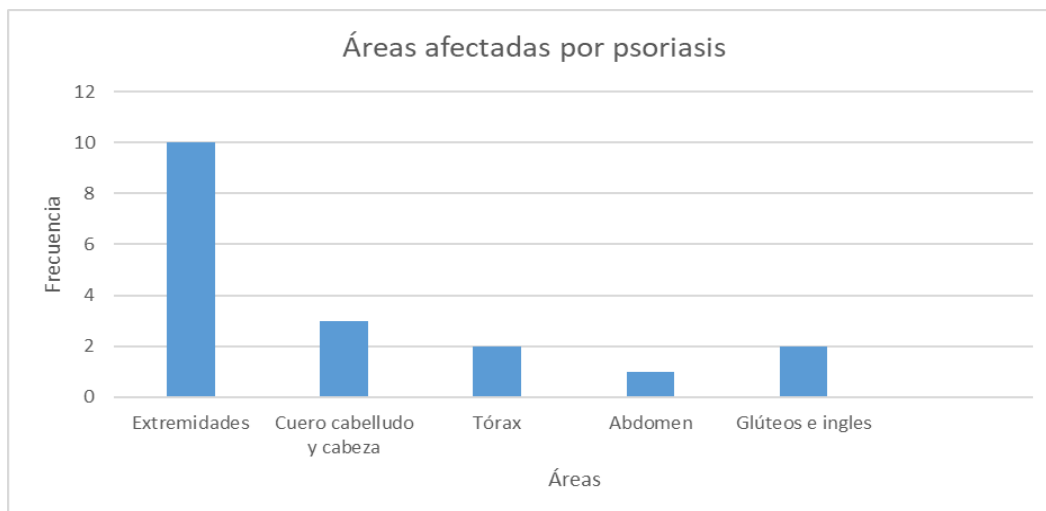 Áreas afectadas por psoriasis
12
10
8
6
4
2
0
Frecuencia
Extremidades
Cuero cabelludo
y cabeza
Tórax
Abdomen
Glúteos e ingles
Áreas